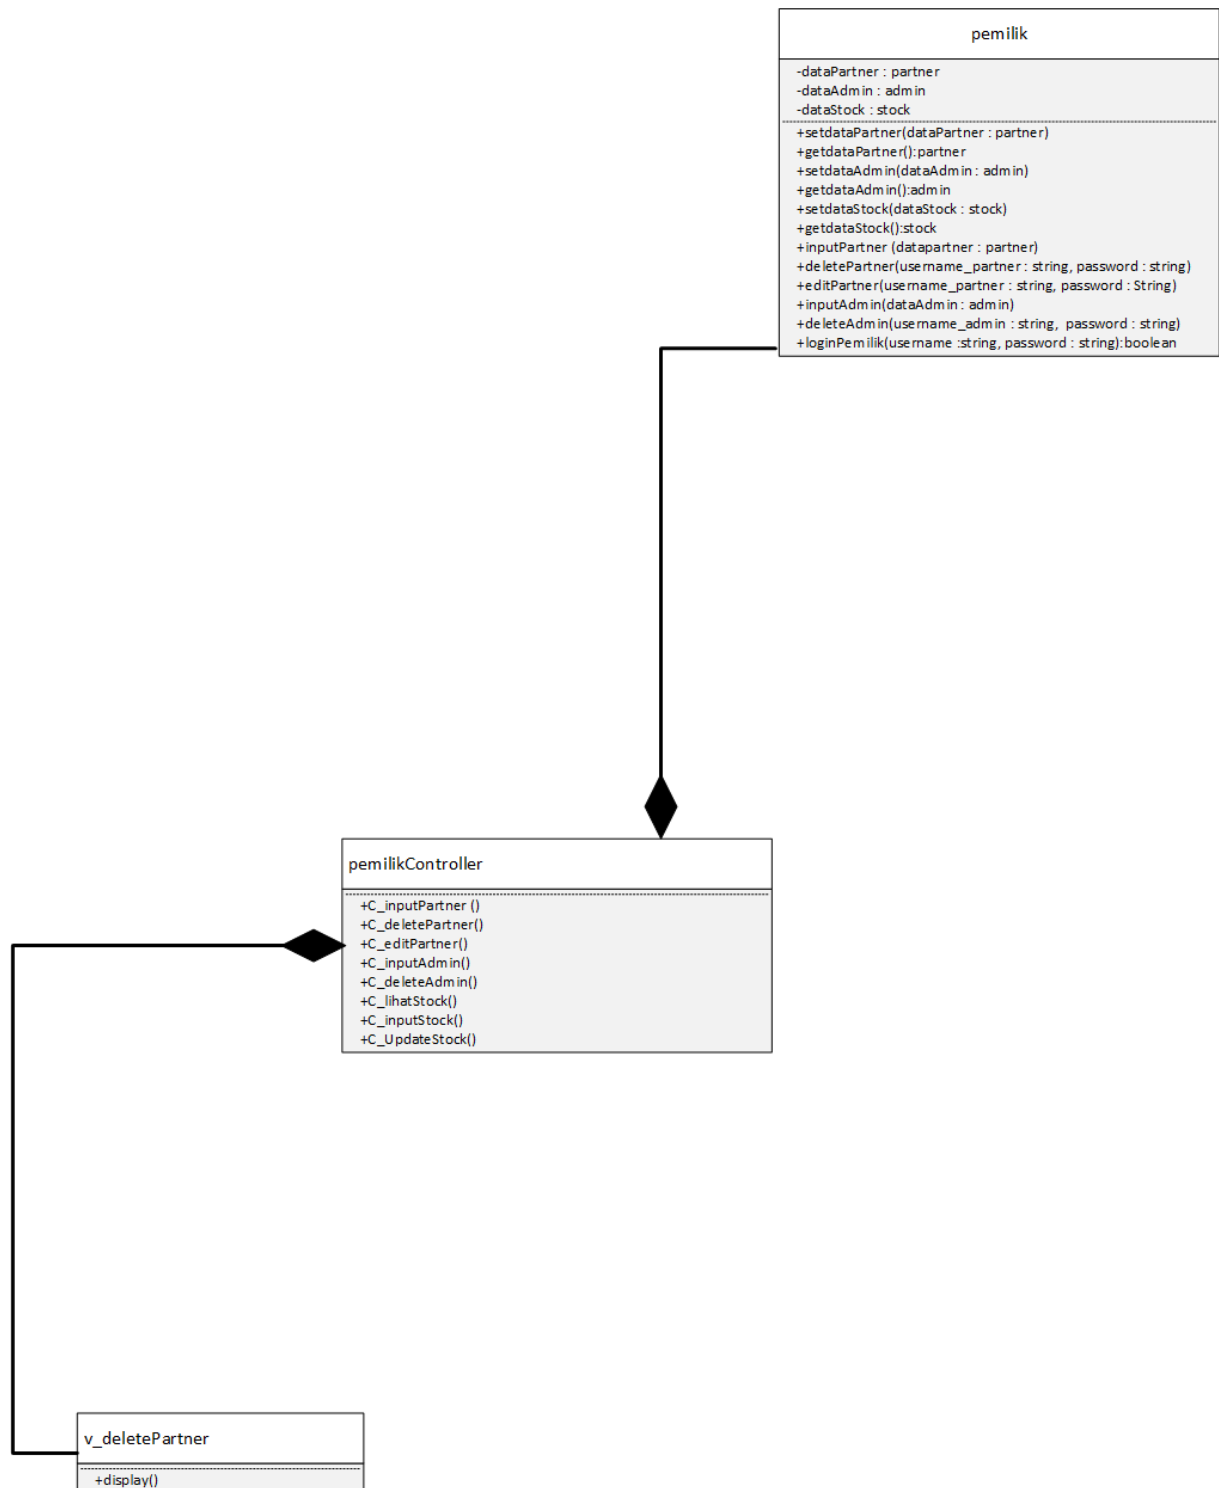 pemilik
-dataPartner : partner
-dataAdmin : admin
-dataStock : stock
+setdataPartner(dataPartner : partner)
+getdataPartner():partner
+setdataAdmin(dataAdmin : admin)
+getdataAdmin():admin
+setdataStock(dataStock : stock)
+getdataStock():stock
+inputPartner (datapartner : partner)
+deletePartner(username_partner : string, password : string)
+editPartner(username_partner : string, password : String)
+inputAdmin(dataAdmin : admin)
+deleteAdmin(username_admin : string, password : string)
+loginPemilik(username :string, password : string):boolean
pemilikController
+C_inputPartner ()
+C_deletePartner()
+C_editPartner()
+C_inputAdmin()
+C_deleteAdmin()
+C_lihatStock()
+C_inputStock()
+C_UpdateStock()
v_deletePartner
+display()